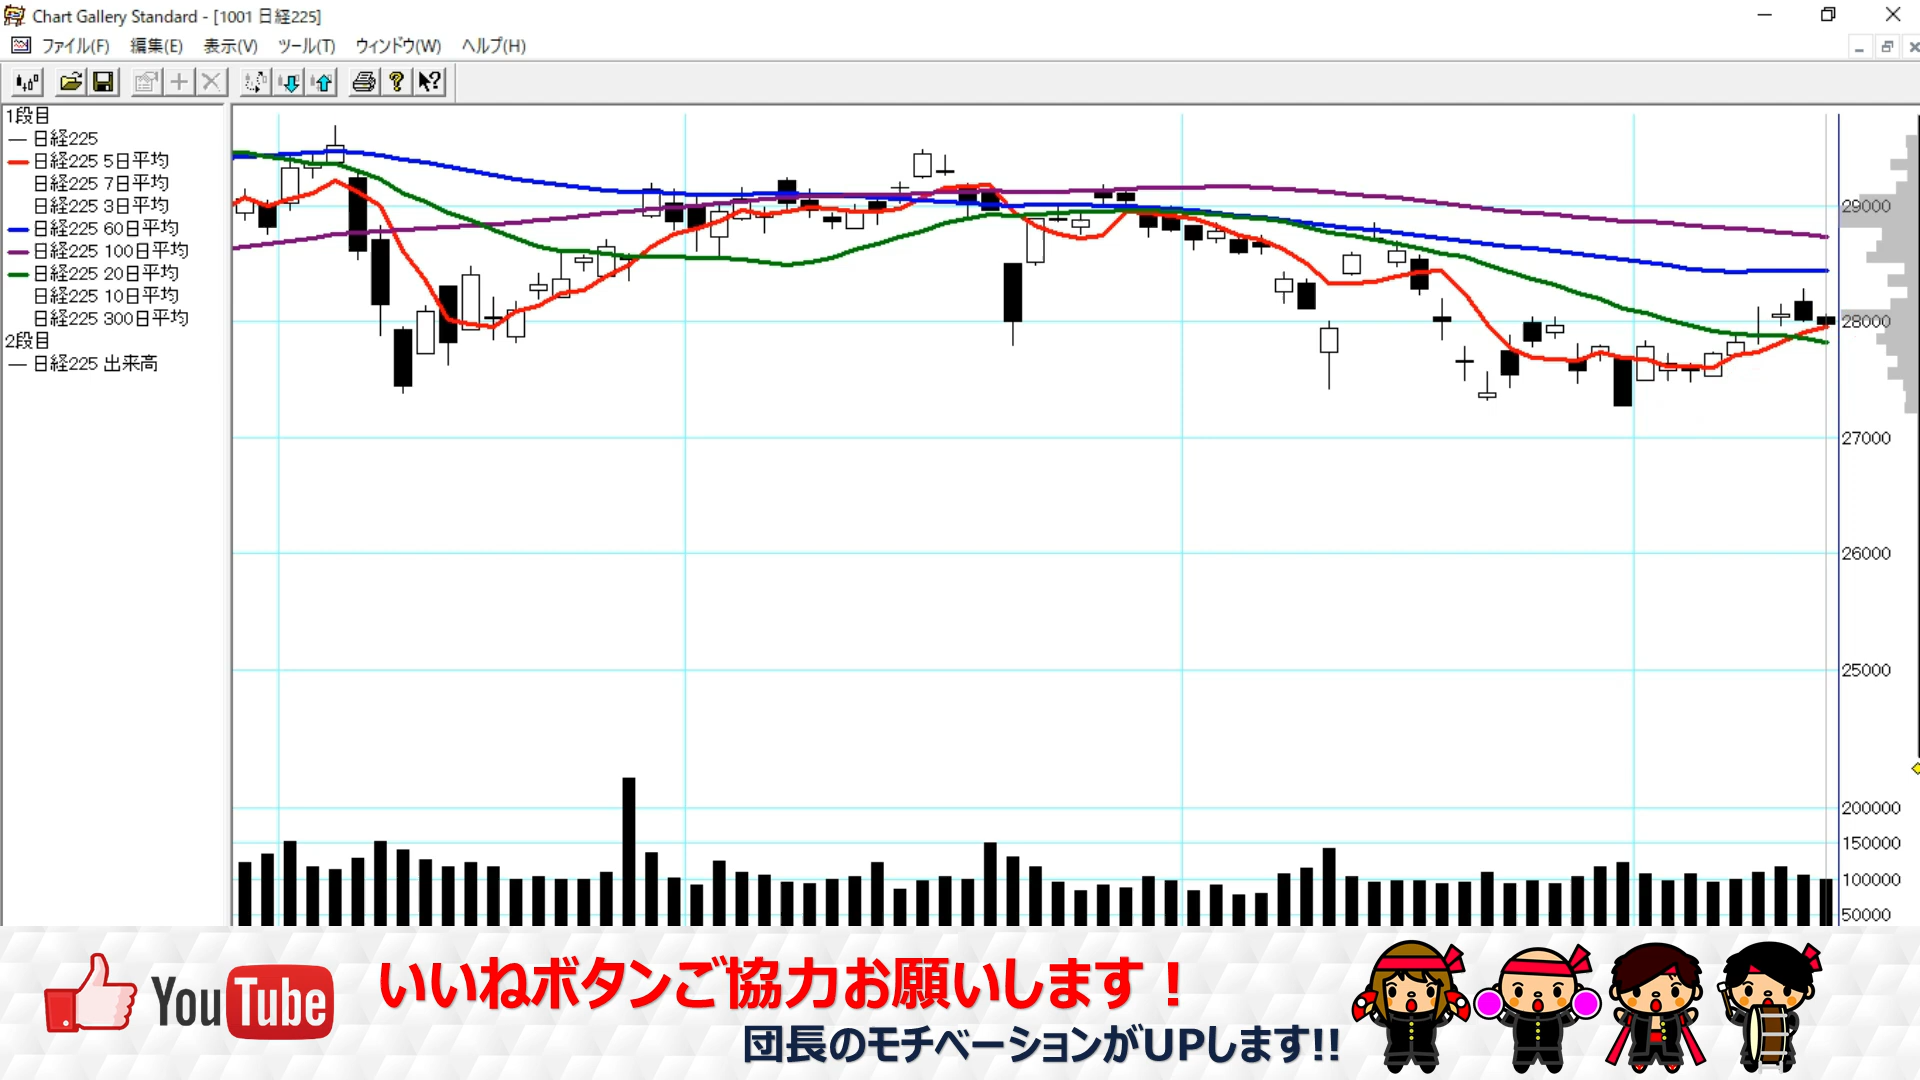 Chart Gallery Standard - [1001 日経225]
ファイル(F) 編集(E) 表示(V) ツール(T) ウィンドウ(W) ヘルプ(H)
1段目
日経225
日経225 5日平均
日経225 7日平均
日経225 3日平均
日経225 60日平均
日経225 100日平均
日経225 20日平均
日経225 10日平均
日経225 300日平均
2段目
日経225 出来高
29000
28000
27000
26000
25000
200000
150000
100000
50000
YouTube
いいねボタンご協力お願いします！
団長のモチベーションがUPします!!